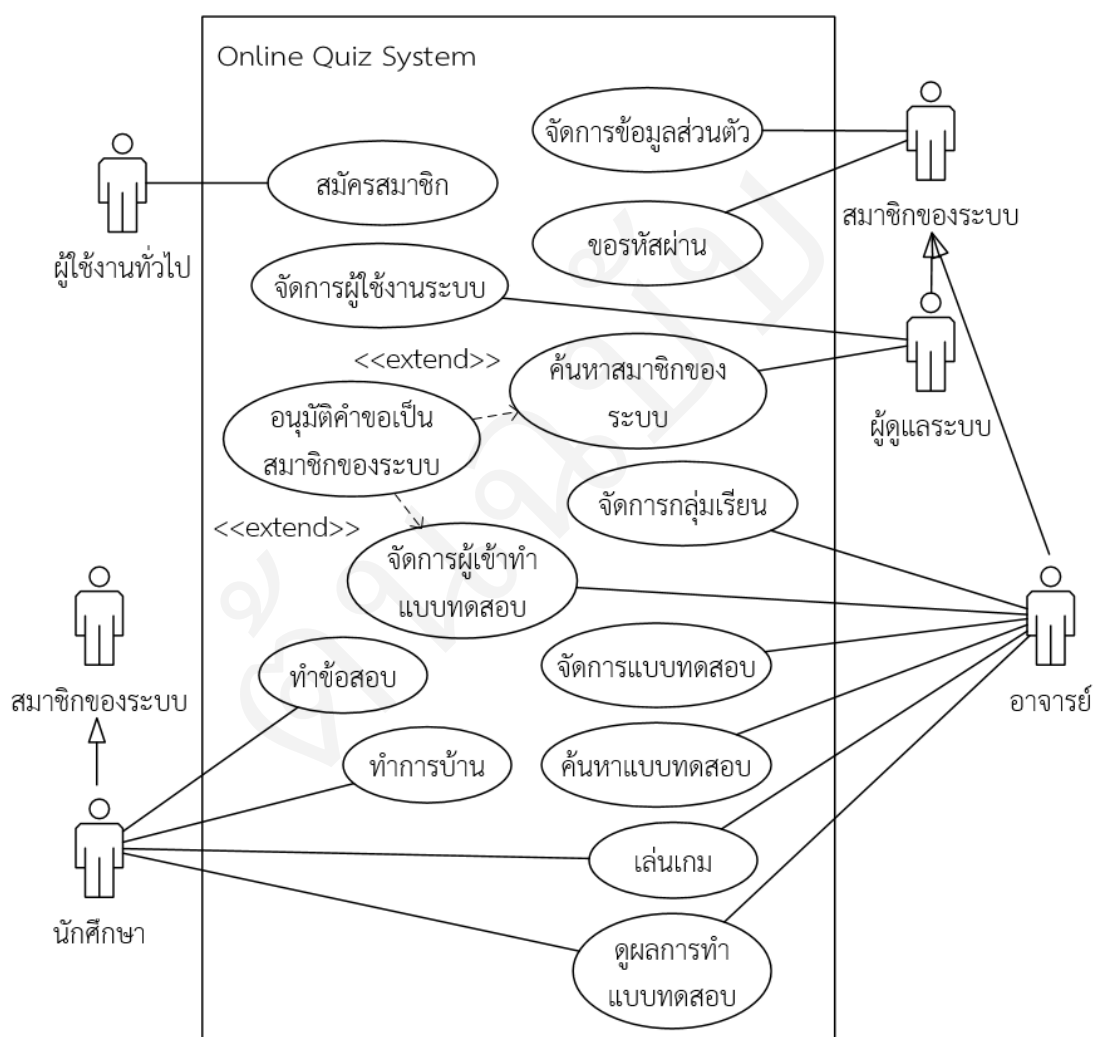 Online Quiz System
จัดการข้อมูลส่วนตัว
สมัครสมาชิก
สมาชิกของระบบ
ผู้ใช้งานทั่วไป
ขอรหัสผ่าน
จัดการผู้ใช้งานระบบ
<<extend>>
ค้นหาสมาชิกของ
ระบบ
ผู้ดูแลระบบ
อนุมัติคำขอเป็น
สมาชิกของระบบ
จัดการกลุ่มเรียน
<<extend>>
จัดการผู้เข้าทำ
แบบทดสอบ
ทำข้อสอบ
จัดการแบบทดสอบ
สมาชิกของระบบ
อาจารย์
ทำการบ้าน
ค้นหาแบบทดสอบ
เล่นเกม
นักศึกษา
ดูผลการทำ
แบบทดสอบ
ต้นฉบับ